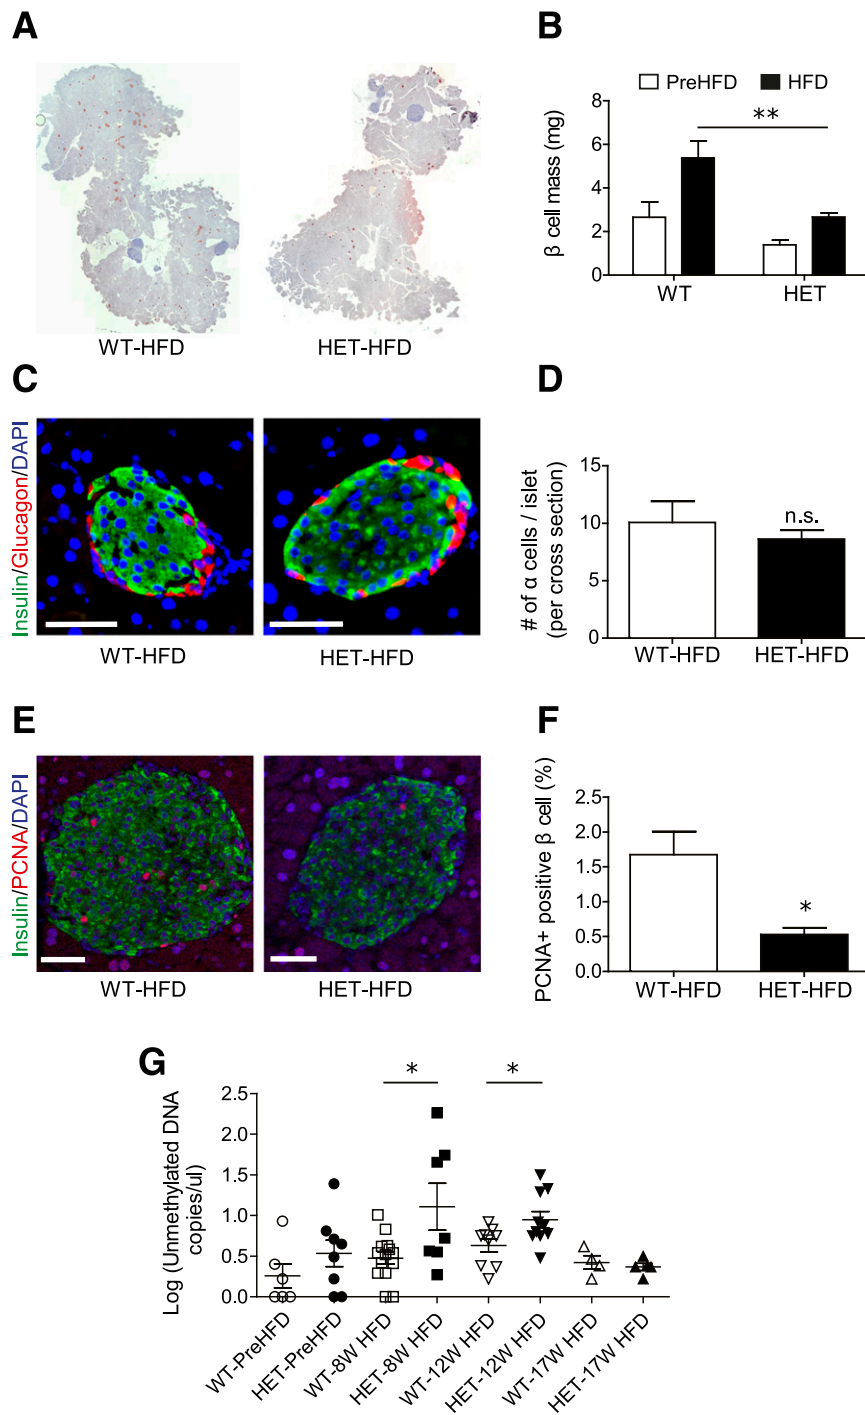 A
WT-HFD
HET-HFD
B
PreHFD
HFD
β cell mass (mg)
8
6
4
2
0
**
WT
HET
C
Insulin/Glucagon/DAPI
WT-HFD
HET-HFD
D
# of α cells / islet
(per cross section)
15
10
5
0
n.s.
WT-HFD
HET-HFD
E
Insulin/PCNA/DAPI
WT-HFD
HET-HFD
F
PCNA+ positive β cell (%)
2.5
2.0
1.5
1.0
0.5
0.0
*
WT-HFD
HET-HFD
G
Log (Unmethylated DNA
copies/ul)
2.5
2.0
1.5
1.0
0.5
0.0
*
*
WT-PreHFD
HET-PreHFD
WT-8W HFD
HET-8W HFD
WT-12W HFD
HET-12W HFD
WT-17W HFD
HET-17W HFD